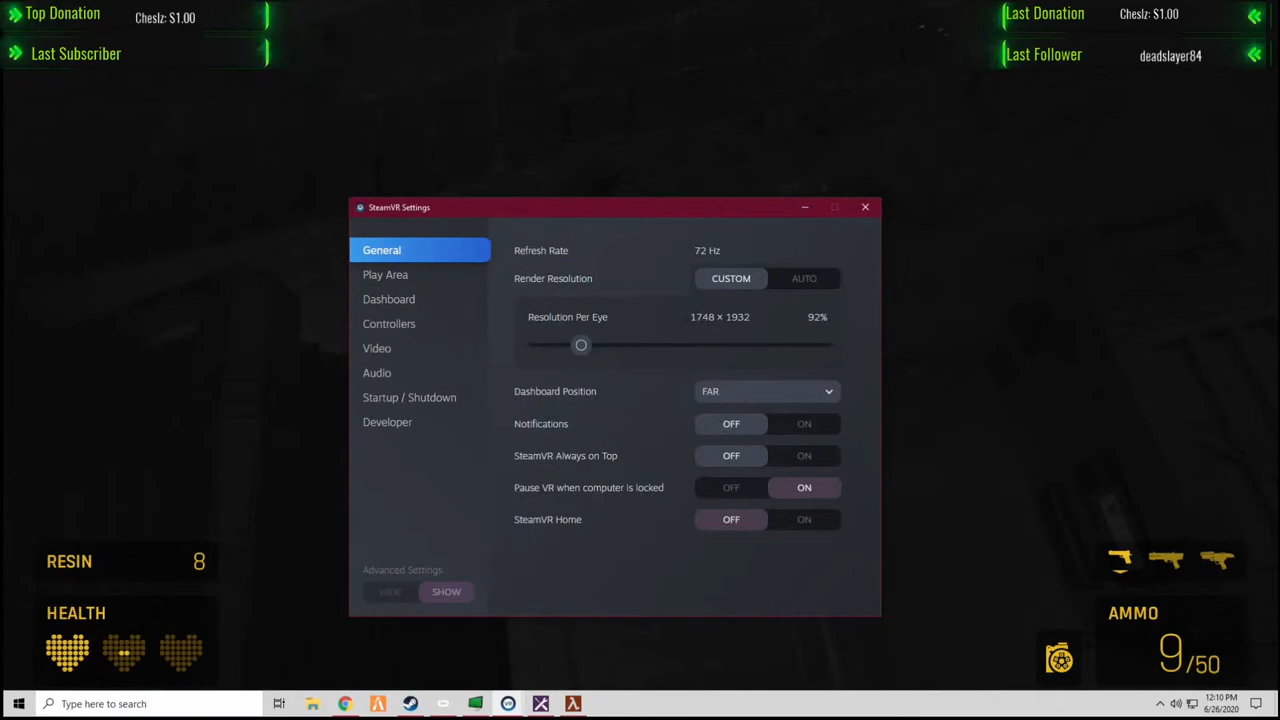 Top Donation
Cheslz: $1.00
Last Donation
Cheslz: $1.00
Last Subscriber
Last Follower
deadslayer84
SteamVR Settings
General
Play Area
Dashboard
Controllers
Video
Audio
Startup / Shutdown
Developer
Advanced Settings
HIDE SHOW
Refresh Rate 72 Hz
Render Resolution CUSTOM AUTO
Resolution Per Eye 1748 × 1932 92%
Dashboard Position FAR
Notifications OFF ON
SteamVR Always on Top OFF ON
Pause VR when computer is locked OFF ON
SteamVR Home OFF ON
RESIN 8
HEALTH
AMMO
9/50
Type here to search
12:10 PM
6/26/2020